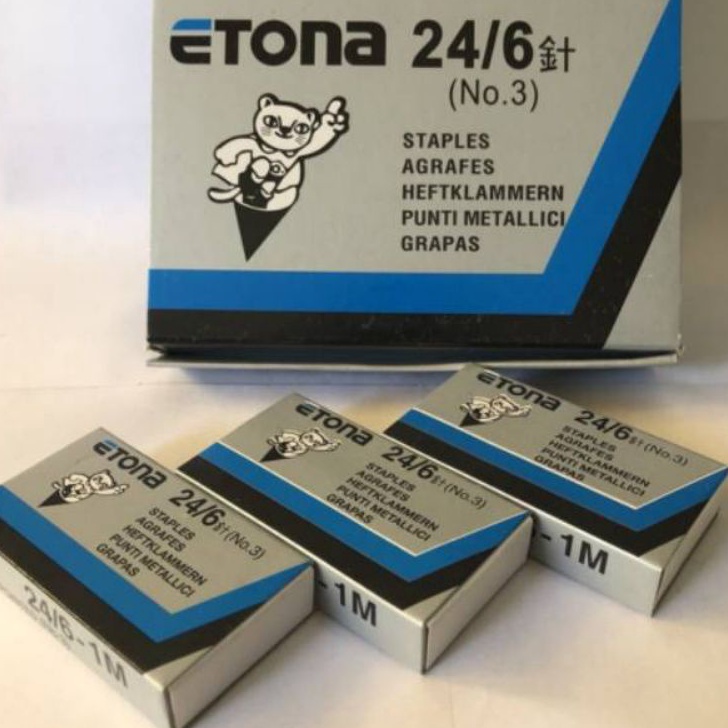 ETONA 24/6針
(No.3)
STAPLES
AGRAFES
HEFTKLAMMERN
PUNTI METALLICI
GRAPAS
ETONA 24/6針(No.3)
STAPLES
AGRAFES
HEFTKLAMMERN
PUNTI METALLICI
GRAPAS
24/6-1M
ETONA 24/6針(No.3)
STAPLES
AGRAFES
HEFTKLAMMERN
PUNTI METALLICI
GRAPAS
-1M
ETONA 24/6針(No.3)
STAPLES
AGRAFES
HEFTKLAMMERN
PUNTI METALLICI
GRAPAS
-1M